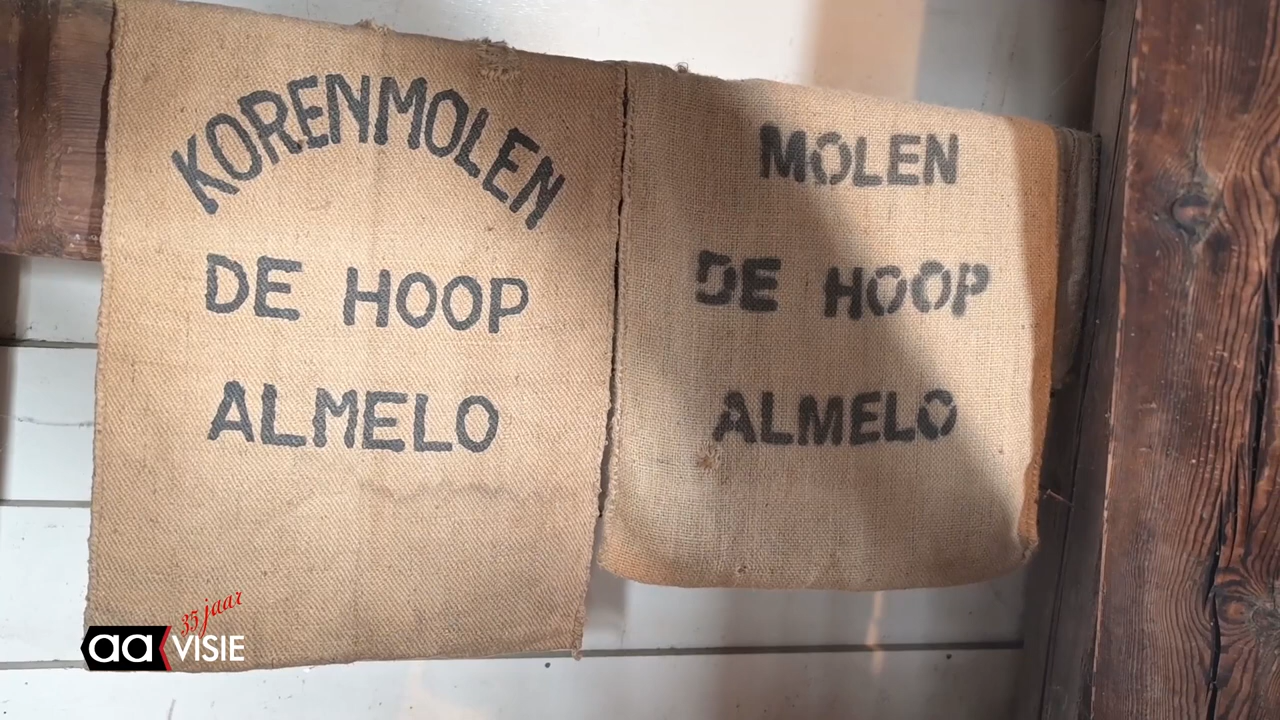 KORENMOLEN
DE HOOP
ALMELO
MOLEN
DE HOOP
ALMELO
35 jaar
aa VISIE